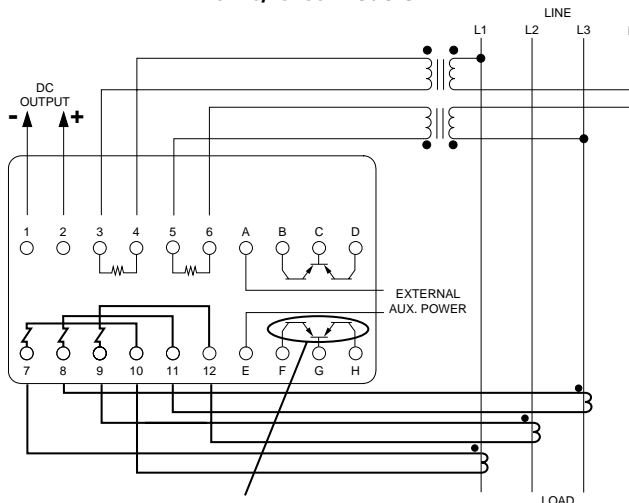 LINE
L1 L2 L3
DC
OUTPUT
- +
1 2 3 4 5 6 A B C D
EXTERNAL
AUX. POWER
7 8 9 10 11 12 E F G H
LOAD